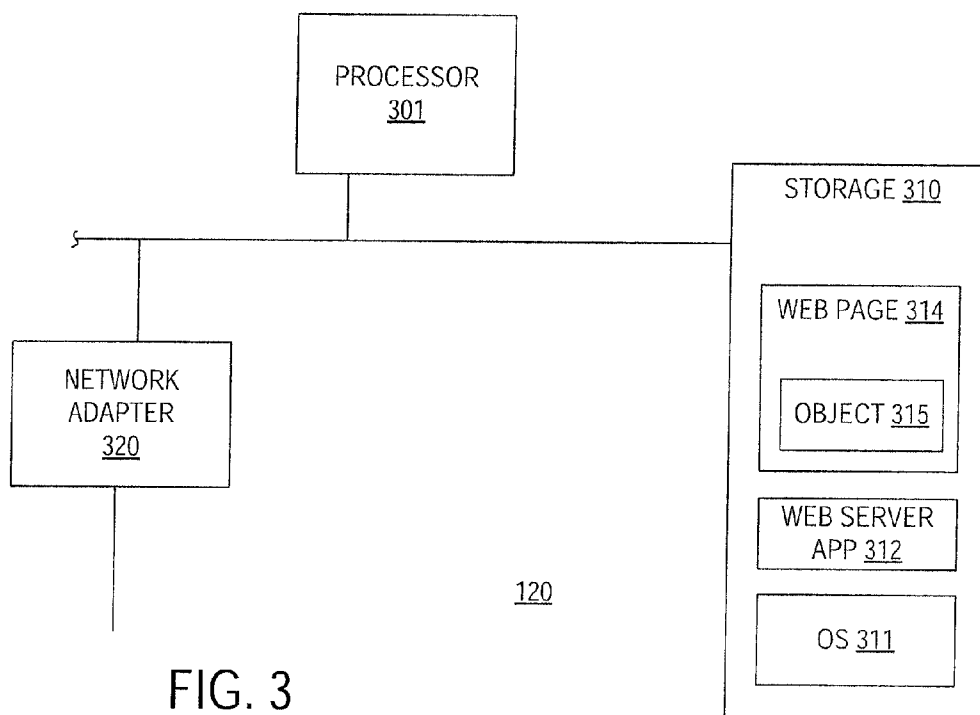 PROCESSOR
301
STORAGE 310
WEB PAGE 314
OBJECT 315
NETWORK
ADAPTER
320
WEB SERVER
APP 312
120
OS 311
FIG. 3